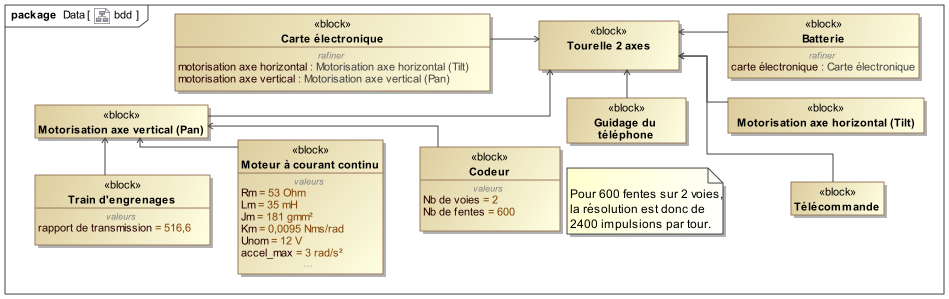 package Data [ bdd ]
«block»
Carte électronique
rafiner
motorisation axe horizontal : Motorisation axe horizontal (Tilt)
motorisation axe vertical : Motorisation axe vertical (Pan)
«block»
Tourelle 2 axes
«block»
Batterie
rafiner
carte électronique : Carte électronique
«block»
Motorisation axe vertical (Pan)
«block»
Guidage du
téléphone
«block»
Motorisation axe horizontal (Tilt)
«block»
Train d'engrenages
valeurs
rapport de transmission = 516,6
«block»
Moteur à courant continu
valeurs
Rm = 53 Ohm
Lm = 35 mH
Jm = 181 gmm²
Km = 0,0095 Nms/rad
Unom = 12 V
accel_max = 3 rad/s²
...
«block»
Codeur
valeurs
Nb de voies = 2
Nb de fentes = 600
Pour 600 fentes sur 2 voies,
la résolution est donc de
2400 impulsions par tour.
«block»
Télécommande